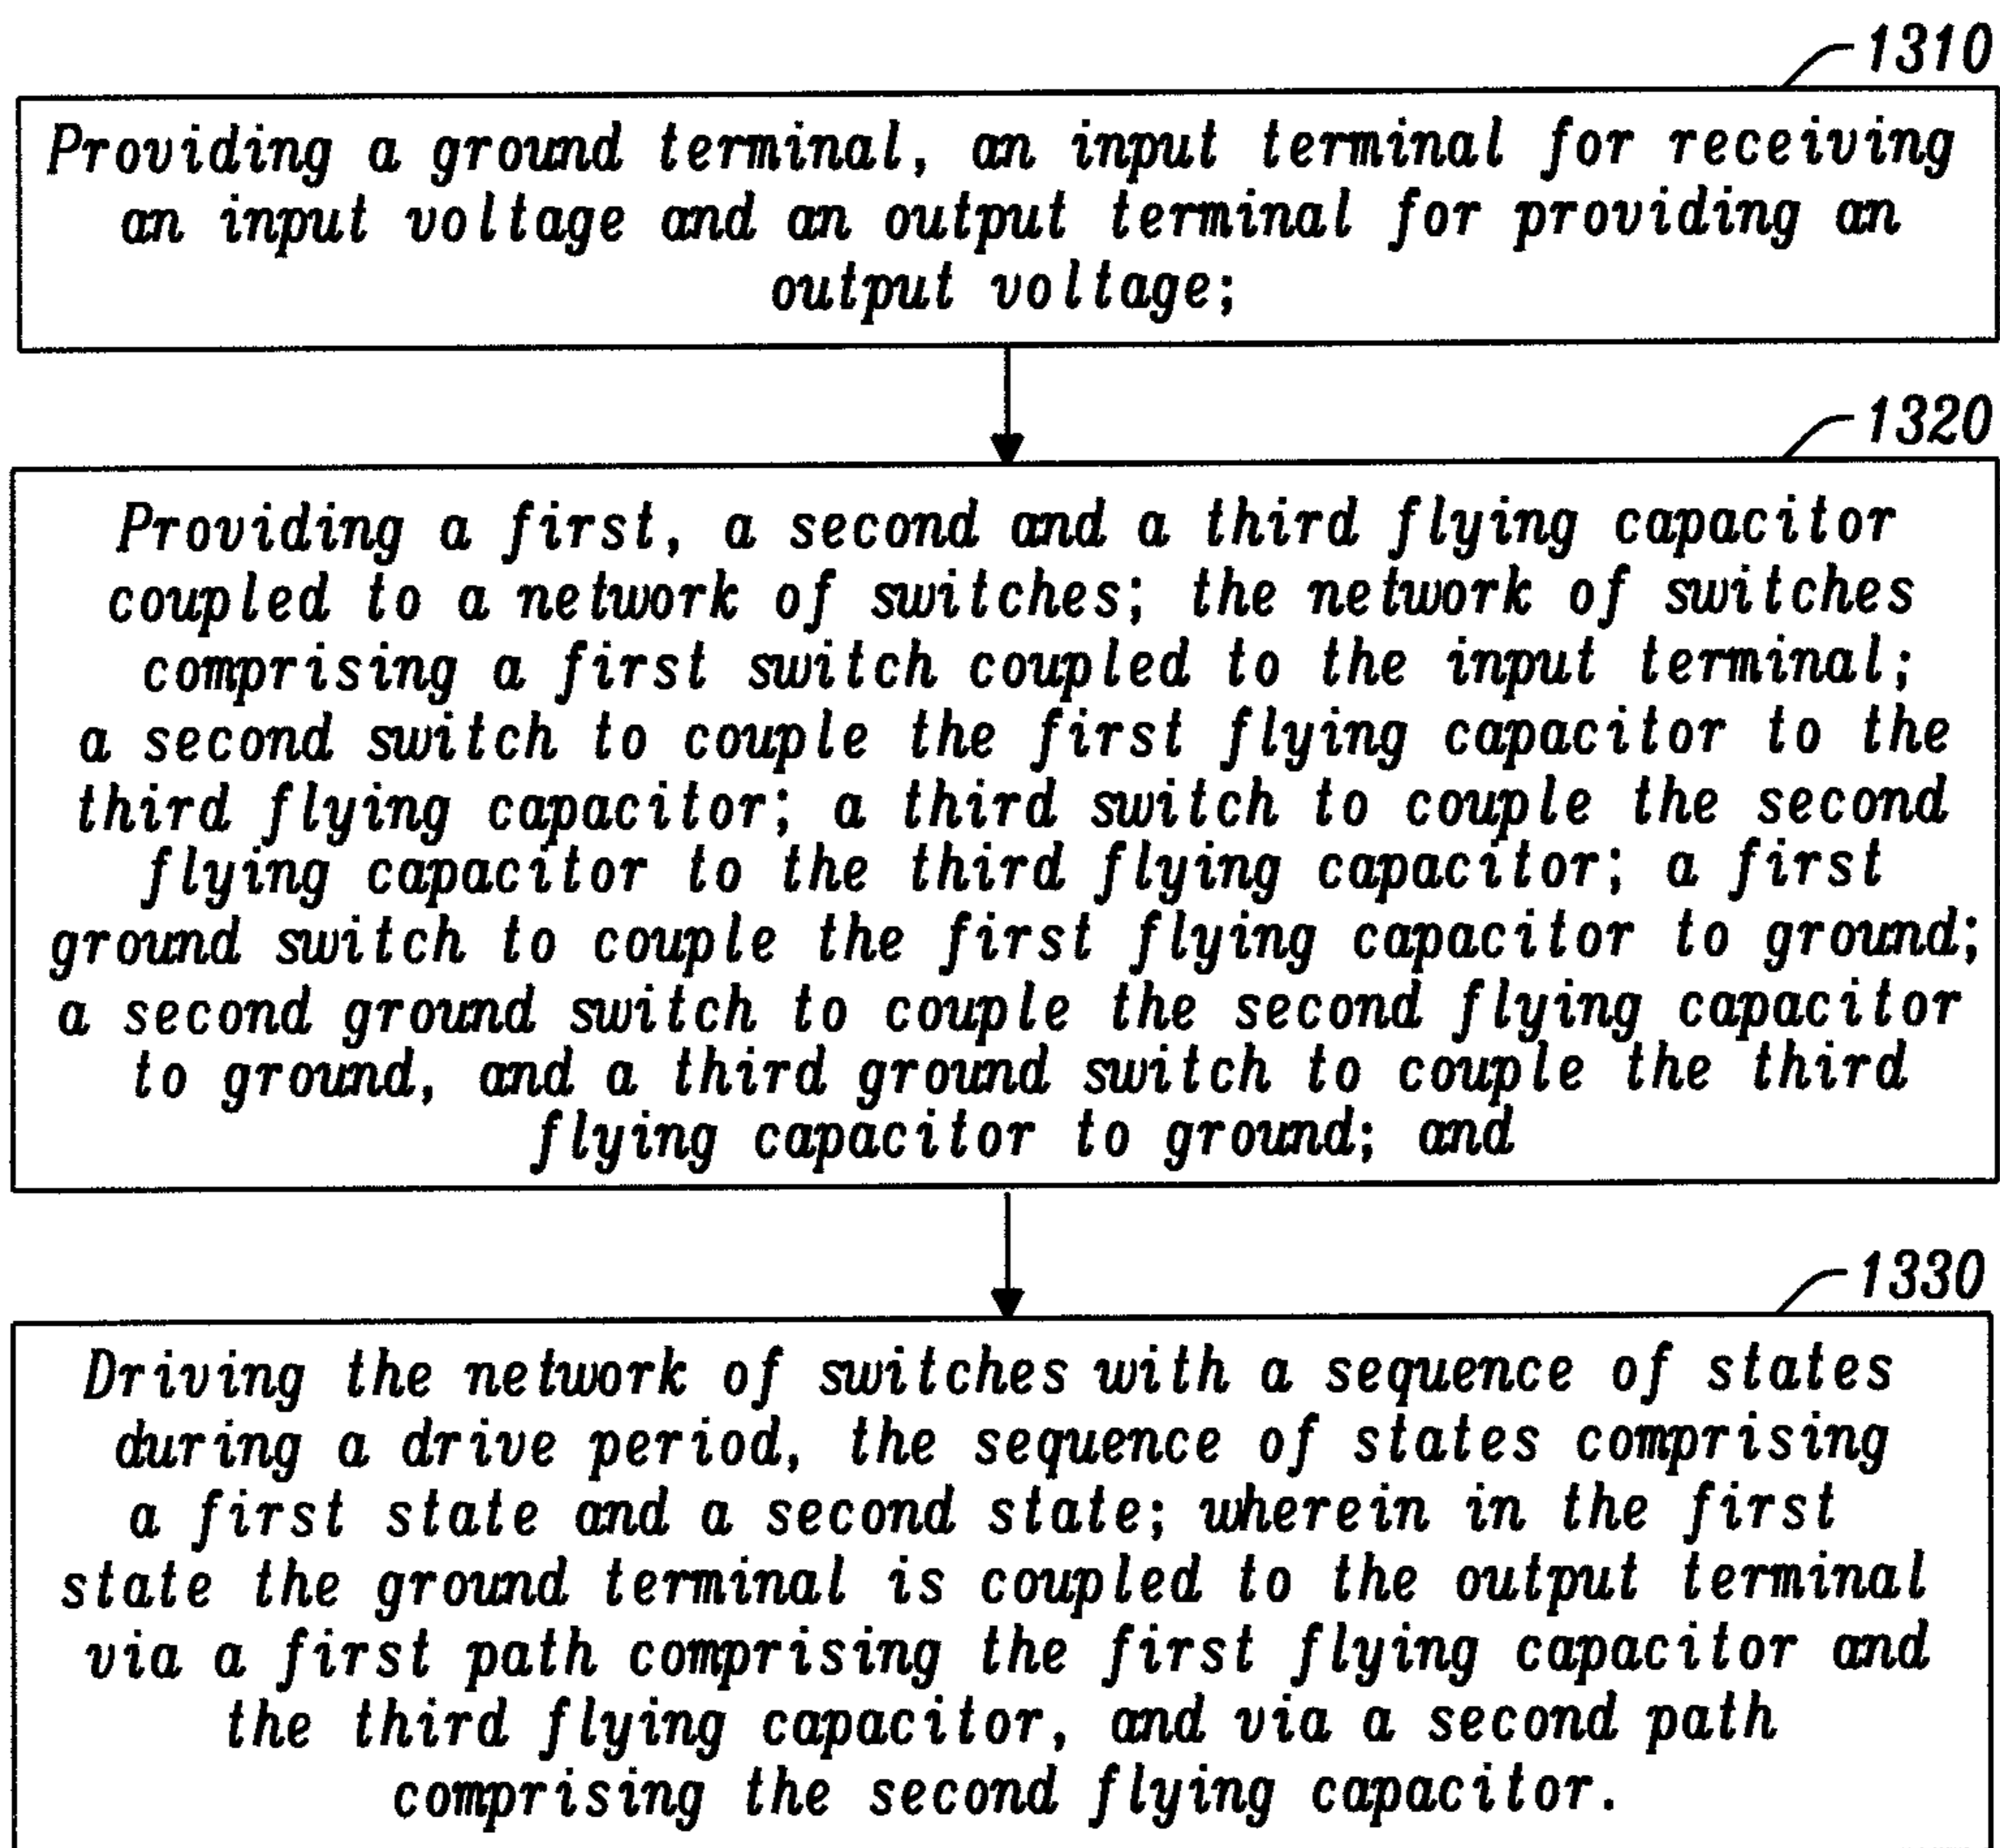 1310
Providing a ground terminal, an input terminal for receiving
an input voltage and an output terminal for providing an
output voltage;
1320
Providing a first, a second and a third flying capacitor
coupled to a network of switches; the network of switches
comprising a first switch coupled to the input terminal;
a second switch to couple the first flying capacitor to the
third flying capacitor; a third switch to couple the second
flying capacitor to the third flying capacitor; a first
ground switch to couple the first flying capacitor to ground;
a second ground switch to couple the second flying capacitor
to ground, and a third ground switch to couple the third
flying capacitor to ground; and
1330
Driving the network of switches with a sequence of states
during a drive period, the sequence of states comprising
a first state and a second state; wherein in the first
state the ground terminal is coupled to the output terminal
via a first path comprising the first flying capacitor and
the third flying capacitor, and via a second path
comprising the second flying capacitor.